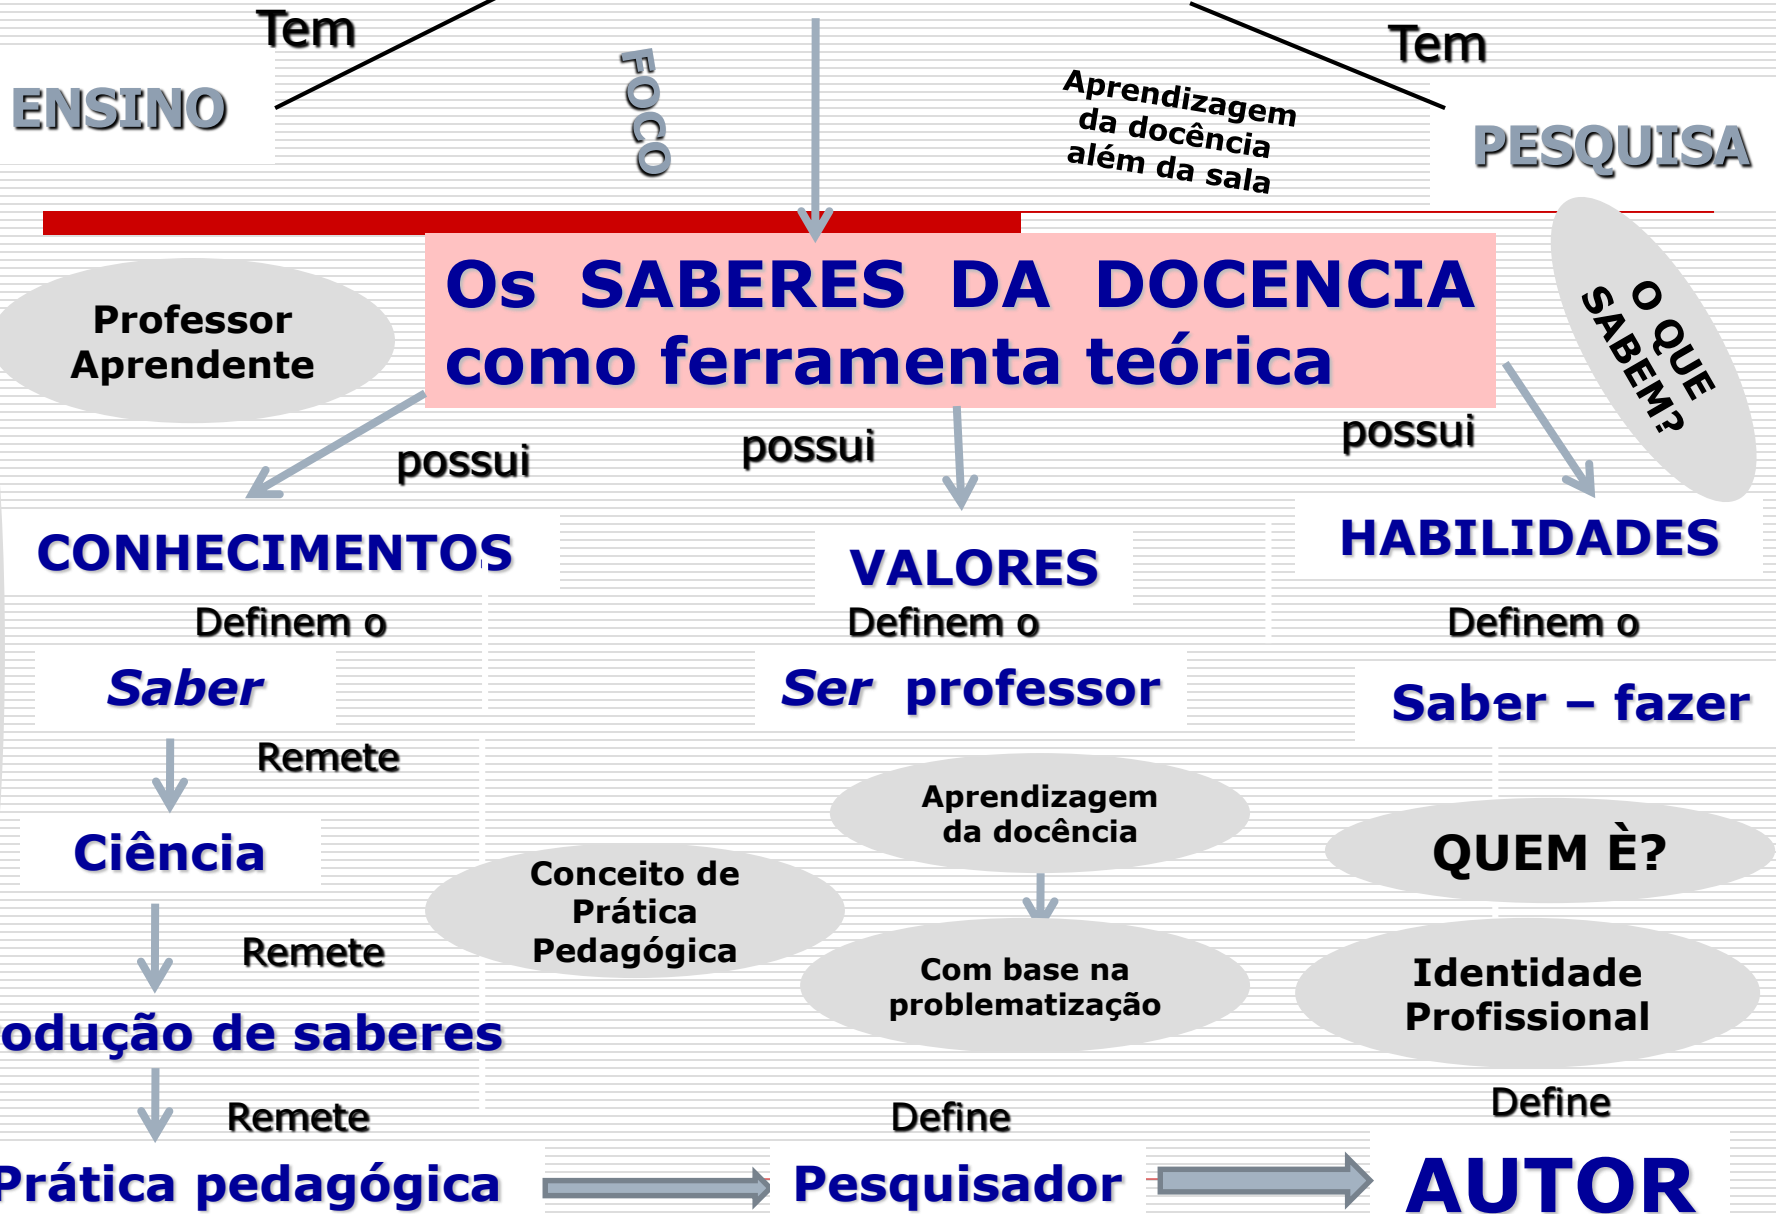 Tem
Tem
ENSINO
FOCO
Aprendizagem
da docência
além da sala
PESQUISA
Os SABERES DA DOCENCIA
como ferramenta teórica
Professor
Aprendente
O QUE
SABEM?
possui
possui
possui
CONHECIMENTOS
VALORES
HABILIDADES
Definem o
Definem o
Definem o
Saber
Ser professor
Saber – fazer
Remete
Aprendizagem
da docência
Ciência
QUEM È?
Conceito de
Prática
Pedagógica
Remete
Com base na
problematização
Identidade
Profissional
odução de saberes
Remete
Define
Define
Prática pedagógica
Pesquisador
AUTOR